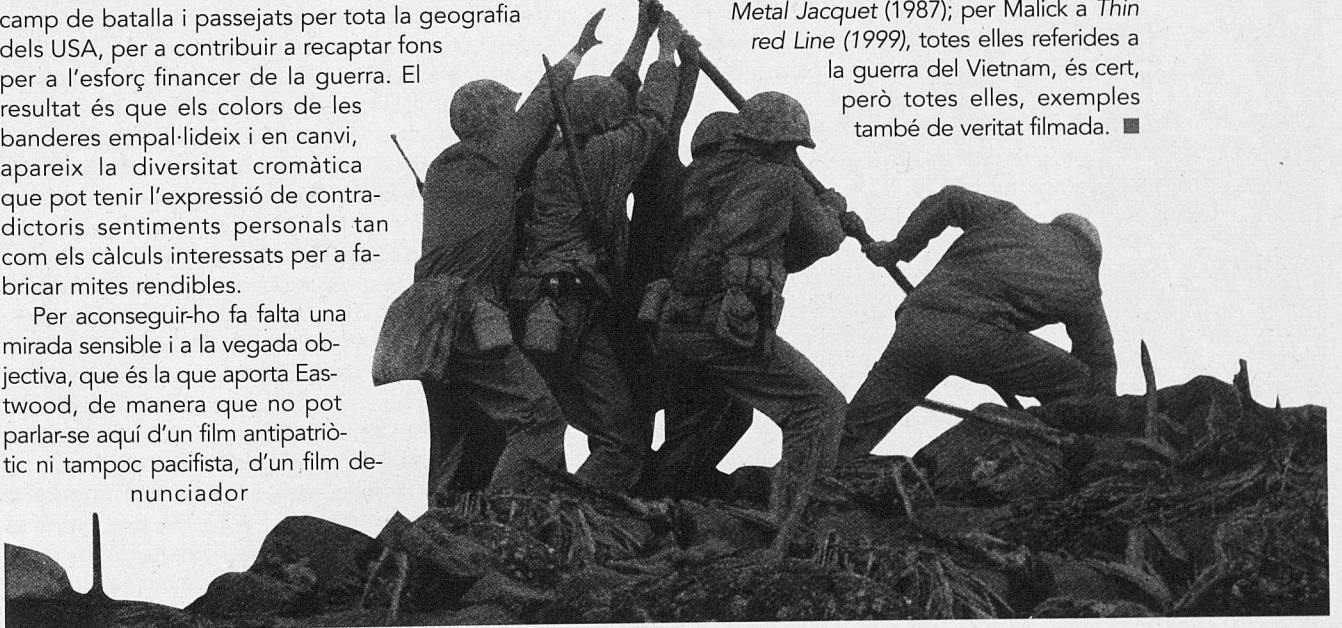 camp de batalla i passejats per tota la geografia
dels USA, per a contribuir a recaptar fons
per a l'esforç financer de la guerra. El
resultat és que els colors de les
banderes empal·lideix i en canvi,
apareix la diversitat cromàtica
que pot tenir l'expressió de contra-
dictoris sentiments personals tan
com els càlculs interessats per a fa-
bricar mites rendibles.
Per aconseguir-ho fa falta una
mirada sensible i a la vegada ob-
jectiva, que és la que aporta Eas-
twood, de manera que no pot
parlar-se aquí d'un film antipatriò-
tic ni tampoc pacifista, d'un film de-
nunciador
Metal Jacquet (1987); per Malick a Thin
red Line (1999), totes elles referides a
la guerra del Vietnam, és cert,
però totes elles, exemples
també de veritat filmada. ■